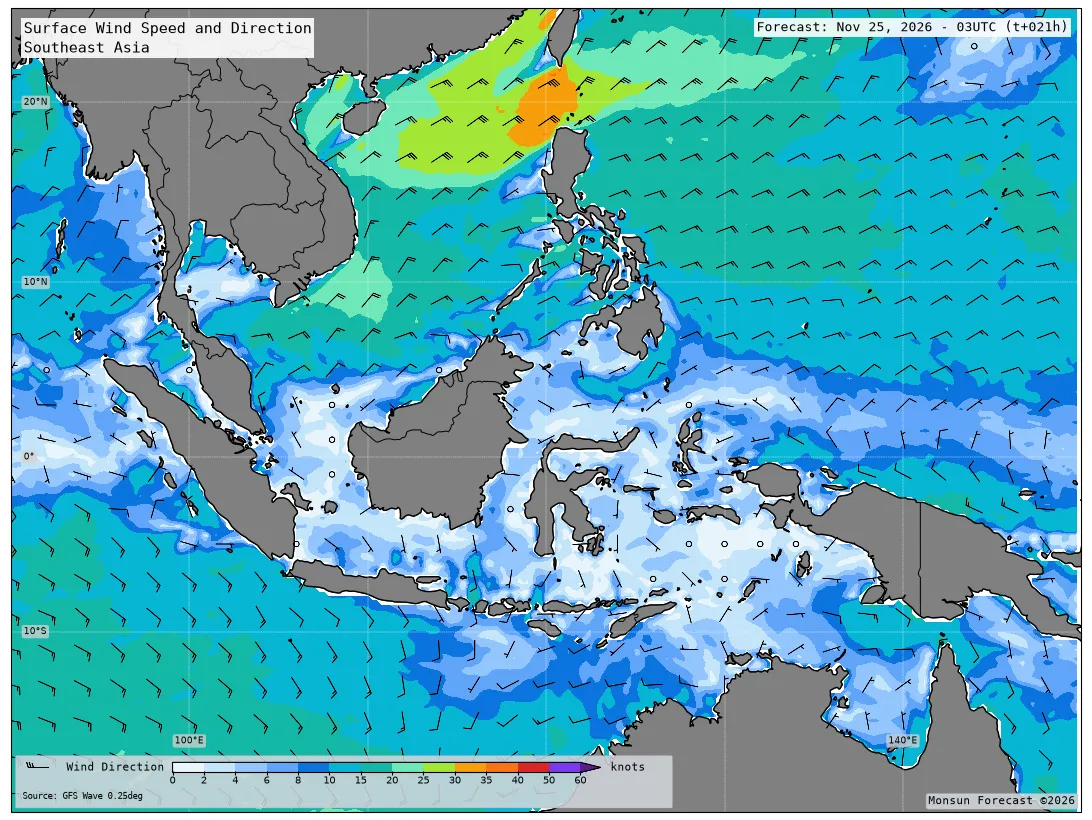 Surface Wind Speed and Direction
Southeast Asia
Forecast: Nov 25, 2026 - 03UTC (t+021h)
20°N
10°N
0°
10°S
100°E
140°E
Wind Direction
0 2 4 6 8 10 15 20 25 30 35 40 50 60
knots
Source: GFS Wave 0.25deg
Monsun Forecast ©2026